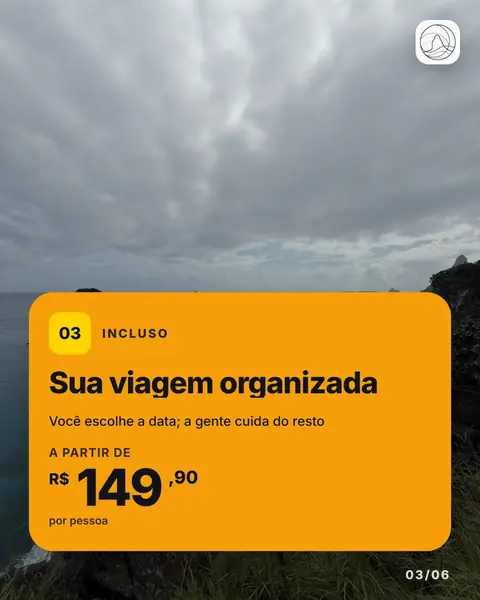 03 INCLUSO
Sua viagem organizada
Você escolhe a data; a gente cuida do resto
A PARTIR DE
R$ 149,90
por pessoa
03/06